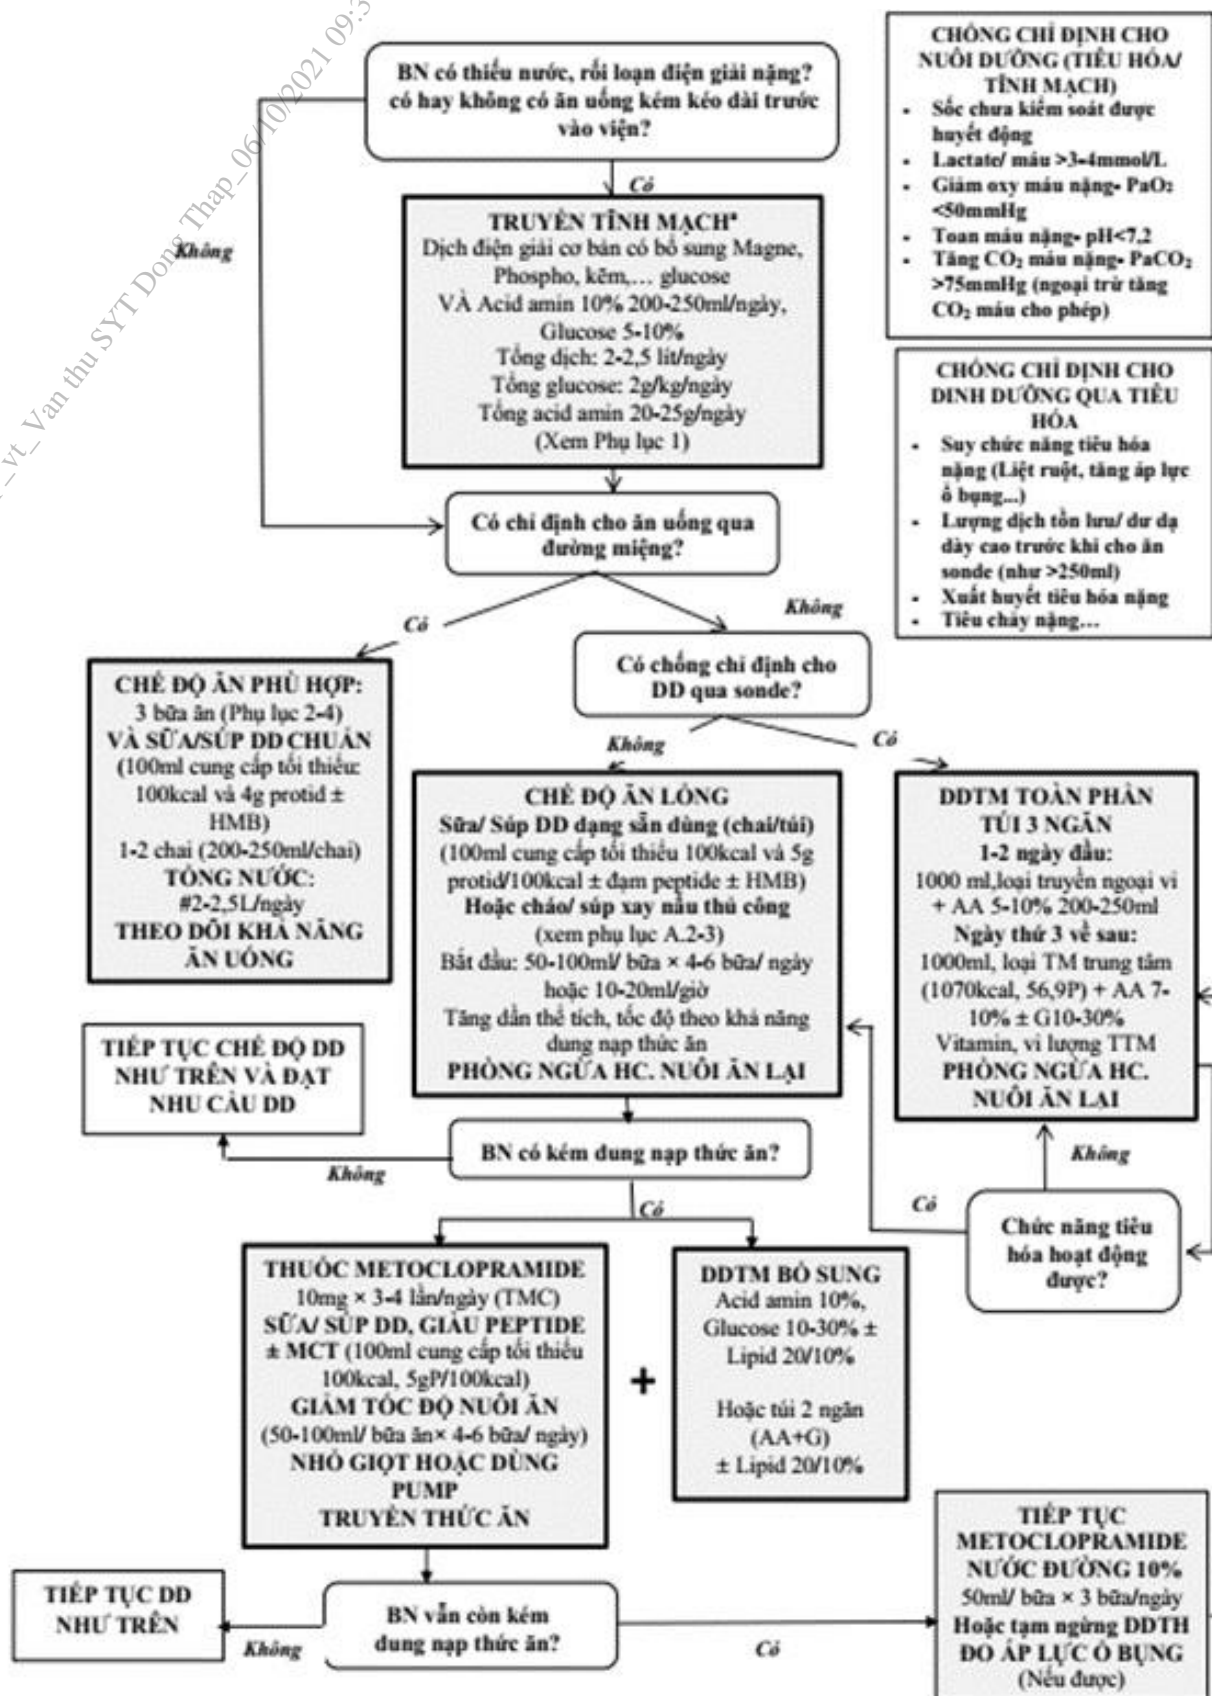 BN có thiếu nước, rối loạn điện giải nặng?
có hay không có ăn uống kém kéo dài trước
vào viện?
CHỐNG CHỈ ĐỊNH CHO
NUÔI DƯỠNG (TIÊU HÓA/
TĨNH MẠCH)
- Sốc chưa kiểm soát được
huyết động
- Lactate/ máu >3-4mmol/L
- Giảm oxy máu nặng- PaO₂
<50mmHg
- Toan máu nặng- pH<7,2
- Tăng CO₂ máu nặng- PaCO₂
>75mmHg (ngoại trừ tăng
CO₂ máu cho phép)
_vt_Van thu SYT Dong Thap_06/10/2021 09:3
Không
Có
TRUYỀN TĨNH MẠCHª
Dịch điện giải cơ bản có bổ sung Magne,
Phospho, kẽm,... glucose
VÀ Acid amin 10% 200-250ml/ngày,
Glucose 5-10%
Tổng dịch: 2-2,5 lít/ngày
Tổng glucose: 2g/kg/ngày
Tổng acid amin 20-25g/ngày
(Xem Phụ lục 1)
CHỐNG CHỈ ĐỊNH CHO
DINH DƯỠNG QUA TIÊU
HÓA
- Suy chức năng tiêu hóa
nặng (Liệt ruột, tăng áp lực
ổ bụng...)
- Lượng dịch tồn lưu/ dư dạ
dày cao trước khi cho ăn
sonde (như >250ml)
- Xuất huyết tiêu hóa nặng
- Tiêu chảy nặng...
Có chỉ định cho ăn uống qua
đường miệng?
Có
Không
Có chống chỉ định cho
DD qua sonde?
Không
Có
CHẾ ĐỘ ĂN PHÙ HỢP:
3 bữa ăn (Phụ lục 2-4)
VÀ SỮA/SÚP DD CHUẨN
(100ml cung cấp tối thiểu:
100kcal và 4g protid ±
HMB)
1-2 chai (200-250ml/chai)
TỔNG NƯỚC:
#2-2,5L/ngày
THEO DÕI KHẢ NĂNG
ĂN UỐNG
CHẾ ĐỘ ĂN LỎNG
Sữa/ Súp DD dạng sẵn dùng (chai/túi)
(100ml cung cấp tối thiểu 100kcal và 5g
protid/100kcal ± đạm peptide ± HMB)
Hoặc cháo/ súp xay nấu thủ công
(xem phụ lục A.2-3)
Bắt đầu: 50-100ml/ bữa × 4-6 bữa/ ngày
hoặc 10-20ml/giờ
Tăng dần thể tích, tốc độ theo khả năng
dung nạp thức ăn
PHÒNG NGỪA HC. NUÔI ĂN LẠI
DDTM TOÀN PHẦN
TÚI 3 NGĂN
1-2 ngày đầu:
1000 ml,loại truyền ngoại vi
+ AA 5-10% 200-250ml
Ngày thứ 3 về sau:
1000ml, loại TM trung tâm
(1070kcal, 56,9P) + AA 7-
10% ± G10-30%
Vitamin, vi lượng TTM
PHÒNG NGỪA HC.
NUÔI ĂN LẠI
TIẾP TỤC CHẾ ĐỘ DD
NHƯ TRÊN VÀ ĐẠT
NHU CẦU DD
Không
BN có kém dung nạp thức ăn?
Có
Không
Có
Chức năng tiêu
hóa hoạt động
được?
THUỐC METOCLOPRAMIDE
10mg × 3-4 lần/ngày (TMC)
SỮA/ SÚP DD, GIÀU PEPTIDE
± MCT (100ml cung cấp tối thiểu
100kcal, 5gP/100kcal)
GIẢM TỐC ĐỘ NUÔI ĂN
(50-100ml/ bữa ăn× 4-6 bữa/ ngày)
NHỎ GIỌT HOẶC DÙNG
PUMP
TRUYỀN THỨC ĂN
+
DDTM BỔ SUNG
Acid amin 10%,
Glucose 10-30% ±
Lipid 20/10%
Hoặc túi 2 ngăn
(AA+G)
± Lipid 20/10%
TIẾP TỤC DD
NHƯ TRÊN
Không
BN vẫn còn kém
dung nạp thức ăn?
Có
TIẾP TỤC
METOCLOPRAMIDE
NƯỚC ĐƯỜNG 10%
50ml/ bữa × 3 bữa/ngày
Hoặc tạm ngừng DDTH
ĐO ÁP LỰC Ổ BỤNG
(Nếu được)